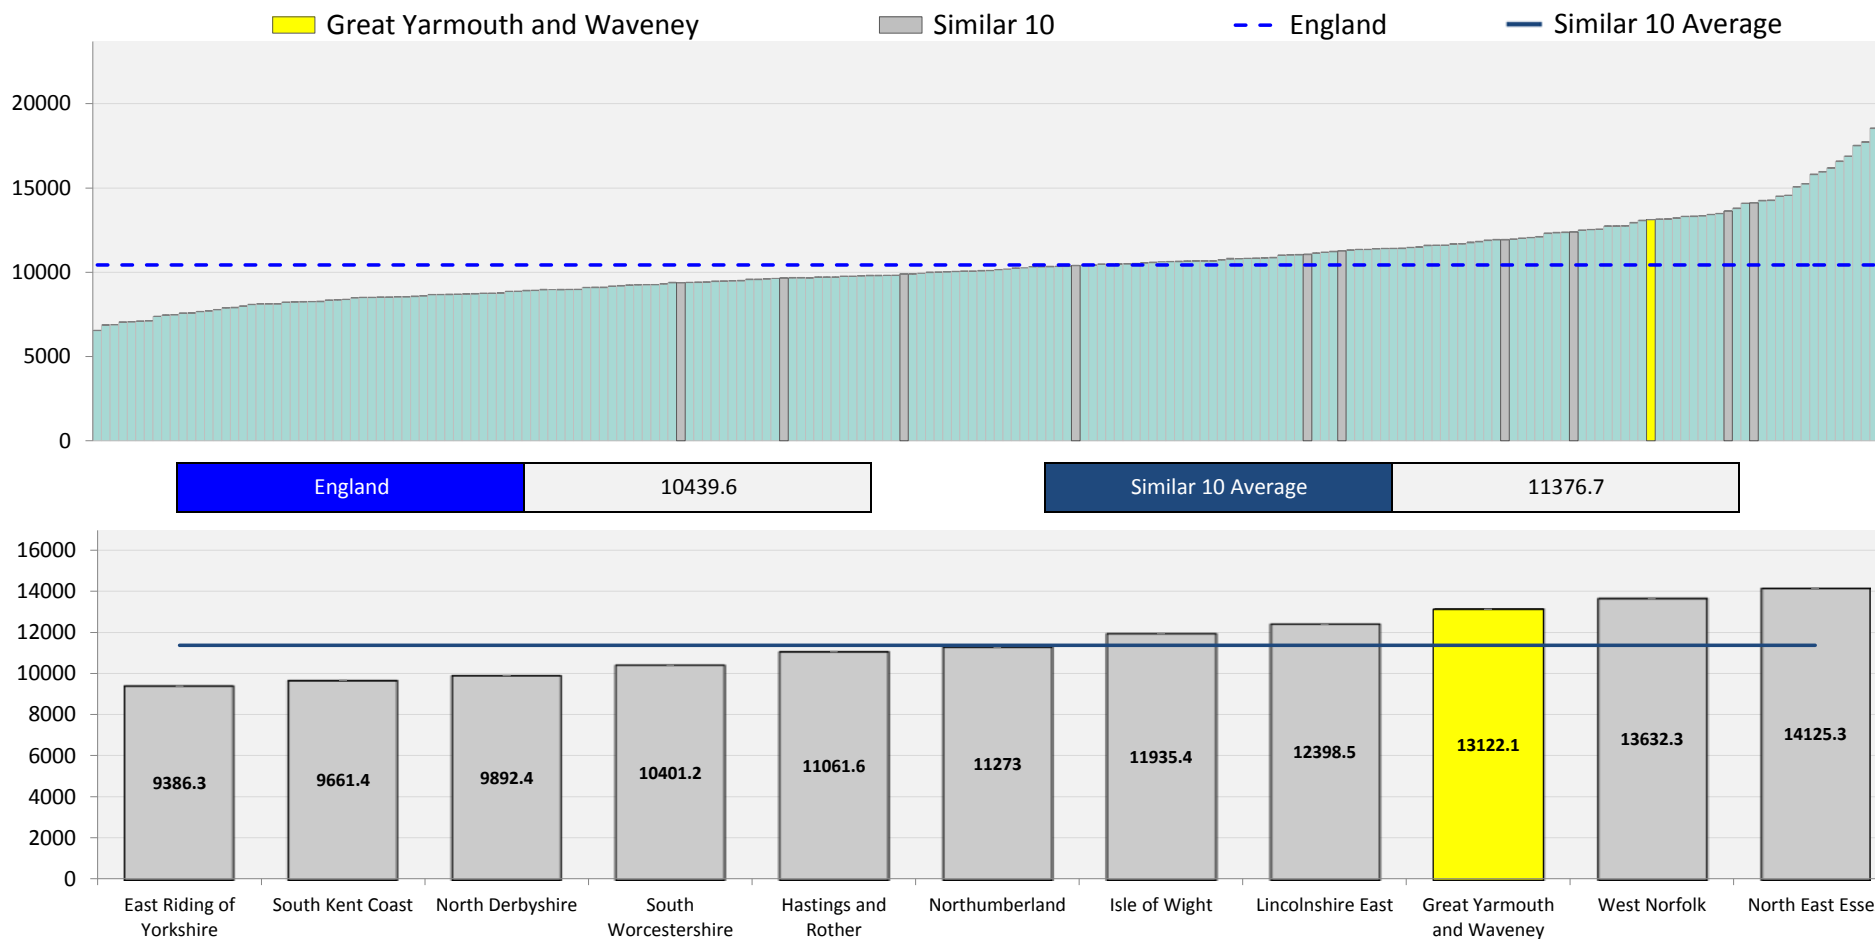 Great Yarmouth and Waveney Similar 10 England Similar 10 Average
20000
15000
10000
5000
0
England 10439.6 Similar 10 Average 11376.7
16000
14000
12000
10000
8000
6000
4000
2000
0
9386.3 9661.4 9892.4 10401.2 11061.6 11273 11935.4 12398.5 13122.1 13632.3 14125.3
East Riding of South Kent Coast North Derbyshire South Hastings and Northumberland Isle of Wight Lincolnshire East Great Yarmouth West Norfolk North East Esse
Yorkshire Worcestershire Rother and Waveney